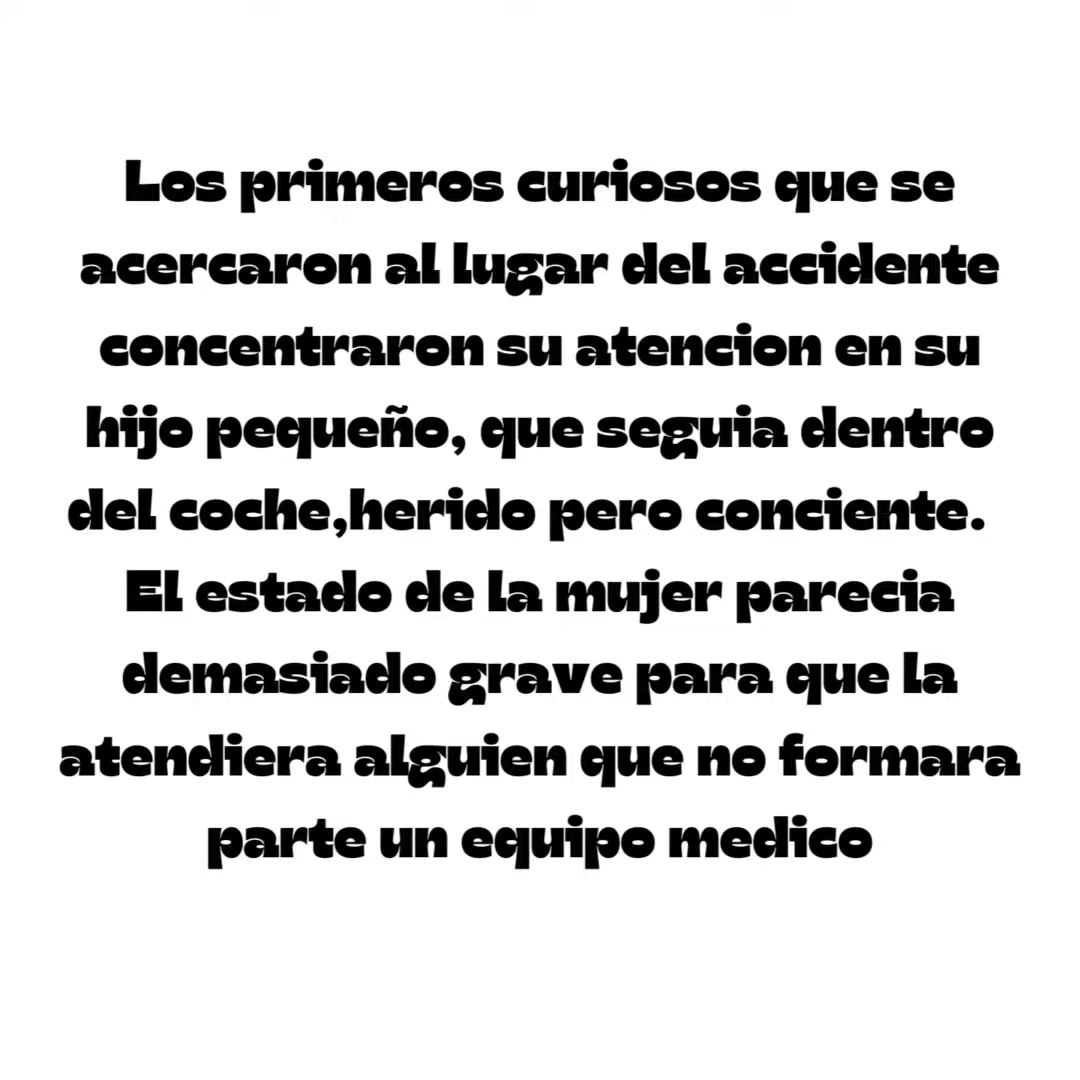 Los primeros curiosos que se
acercaron al lugar del accidente
concentraron su atencion en su
hijo pequeño, que seguia dentro
del coche,herido pero conciente.
El estado de la mujer parecia
demasiado grave para que la
atendiera alguien que no formara
parte un equipo medico